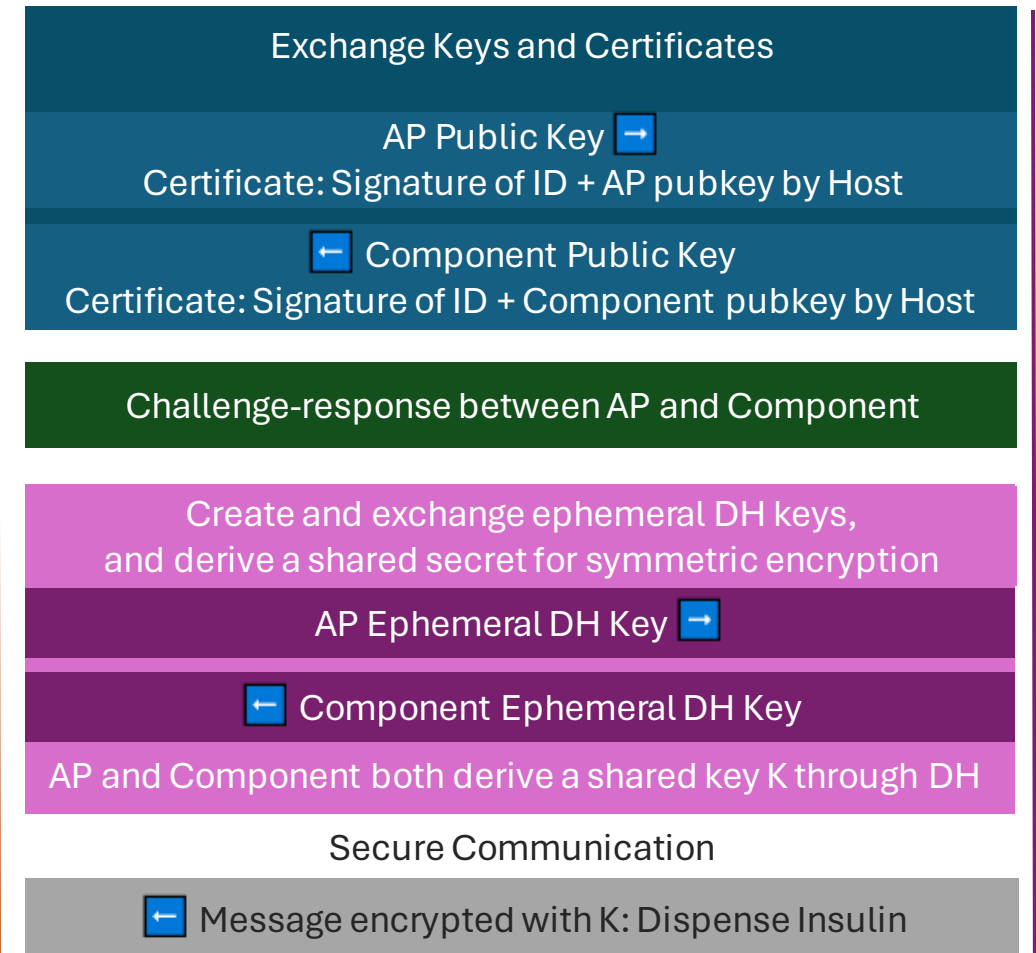 Exchange Keys and Certificates
AP Public Key ➡
Certificate: Signature of ID + AP pubkey by Host
⬅ Component Public Key
Certificate: Signature of ID + Component pubkey by Host
Challenge-response between AP and Component
Create and exchange ephemeral DH keys,
and derive a shared secret for symmetric encryption
AP Ephemeral DH Key ➡
⬅ Component Ephemeral DH Key
AP and Component both derive a shared key K through DH
Secure Communication
⬅ Message encrypted with K: Dispense Insulin